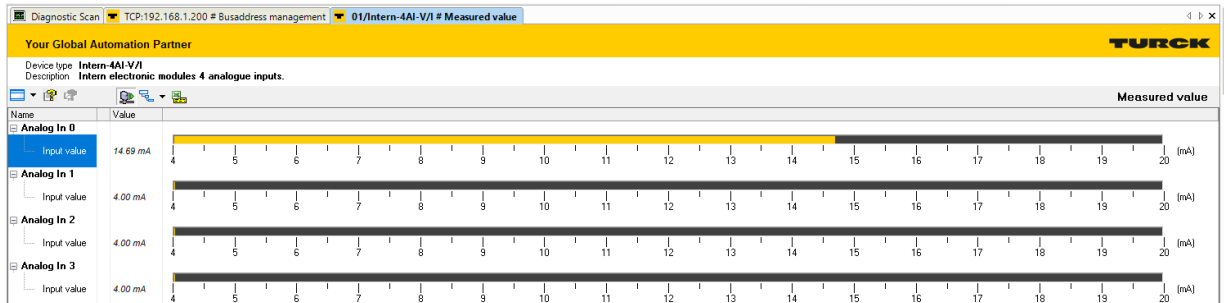 Diagnostic Scan TCP:192.168.1.200 # Busaddress management 01/Intern-4AI-V/I # Measured value
Your Global Automation Partner TURCK
Device type Intern-4AI-V/I
Description Intern electronic modules 4 analogue inputs.
Measured value
Name Value
Analog In 0
Input value 14.69 mA [mA]
4 5 6 7 8 9 10 11 12 13 14 15 16 17 18 19 20
Analog In 1
Input value 4.00 mA [mA]
4 5 6 7 8 9 10 11 12 13 14 15 16 17 18 19 20
Analog In 2
Input value 4.00 mA [mA]
4 5 6 7 8 9 10 11 12 13 14 15 16 17 18 19 20
Analog In 3
Input value 4.00 mA [mA]
4 5 6 7 8 9 10 11 12 13 14 15 16 17 18 19 20